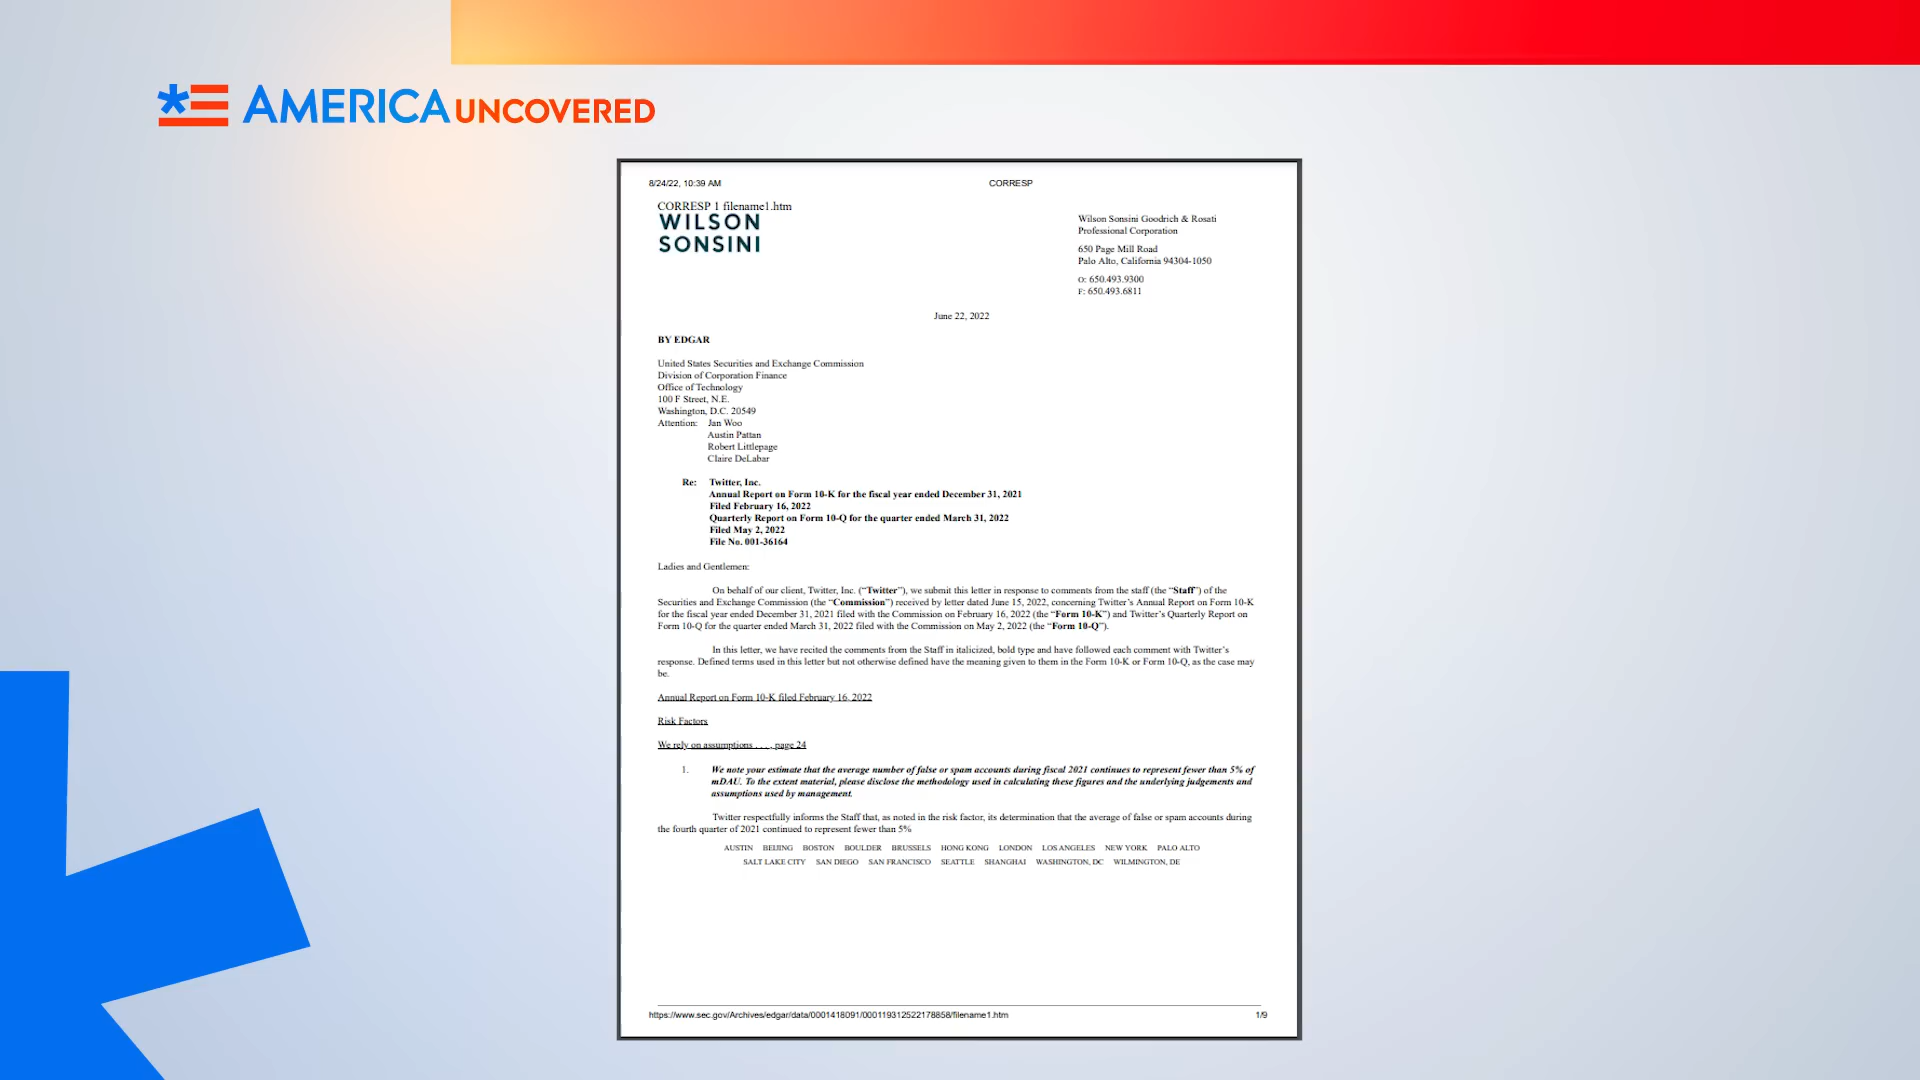 AMERICA UNCOVERED
8/24/22, 10:39 AM
CORRESP
CORRESP 1 filename1.htm
WILSON
SONSINI
Wilson Sonsini Goodrich & Rosati
Professional Corporation
650 Page Mill Road
Palo Alto, California 94304-1050
O: 650.493.9300
F: 650.493.6811
June 22, 2022
BY EDGAR
United States Securities and Exchange Commission
Division of Corporation Finance
Office of Technology
100 F Street, N.E.
Washington, D.C. 20549
Attention: Jan Woo
Austin Pattan
Robert Littlepage
Claire DeLabar
Re: Twitter, Inc.
Annual Report on Form 10-K for the fiscal year ended December 31, 2021
Filed February 16, 2022
Quarterly Report on Form 10-Q for the quarter ended March 31, 2022
Filed May 2, 2022
File No. 001-36164
Ladies and Gentlemen:
On behalf of our client, Twitter, Inc. (“Twitter”), we submit this letter in response to comments from the staff (the “Staff”) of the
Securities and Exchange Commission (the “Commission”) received by letter dated June 15, 2022, concerning Twitter’s Annual Report on Form 10-K
for the fiscal year ended December 31, 2021 filed with the Commission on February 16, 2022 (the “Form 10-K”) and Twitter’s Quarterly Report on
Form 10-Q for the quarter ended March 31, 2022 filed with the Commission on May 2, 2022 (the “Form 10-Q”).
In this letter, we have recited the comments from the Staff in italicized, bold type and have followed each comment with Twitter’s
response. Defined terms used in this letter but not otherwise defined have the meaning given to them in the Form 10-K or Form 10-Q, as the case may
be.
Annual Report on Form 10-K filed February 16, 2022
Risk Factors
We rely on assumptions . . . , page 24
1. We note your estimate that the average number of false or spam accounts during fiscal 2021 continues to represent fewer than 5% of
mDAU. To the extent material, please disclose the methodology used in calculating these figures and the underlying judgements and
assumptions used by management.
Twitter respectfully informs the Staff that, as noted in the risk factor, its determination that the average of false or spam accounts during
the fourth quarter of 2021 continued to represent fewer than 5%
AUSTIN BEIJING BOSTON BOULDER BRUSSELS HONG KONG LONDON LOS ANGELES NEW YORK PALO ALTO
SALT LAKE CITY SAN DIEGO SAN FRANCISCO SEATTLE SHANGHAI WASHINGTON, DC WILMINGTON, DE
https://www.sec.gov/Archives/edgar/data/0001418091/000119312522178858/filename1.htm
1/9